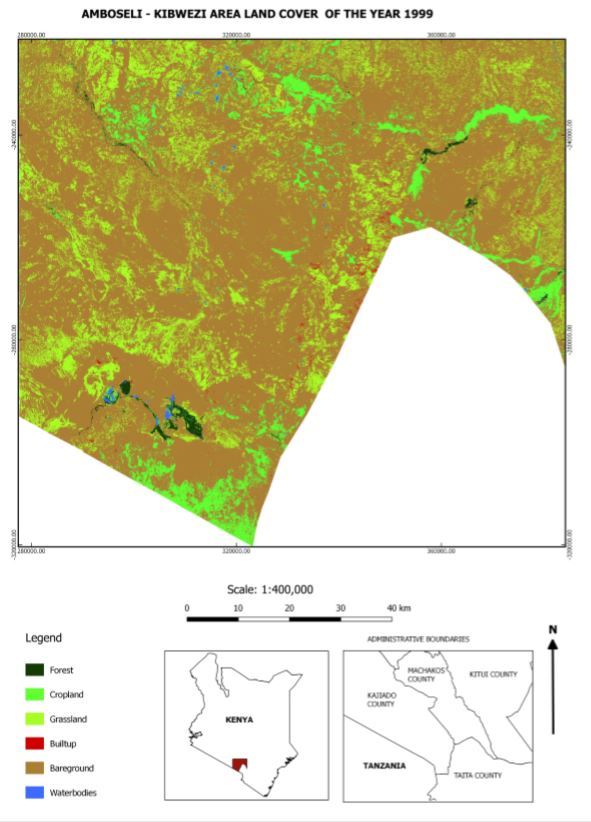 AMBOSELI - KIBWEZI AREA LAND COVER OF THE YEAR 1999
280000.00 320000.00 360000.00
-240000.00 -240000.00
-280000.00 -280000.00
-320000.00 -320000.00
280000.00 320000.00 360000.00
Scale: 1:400,000
0 10 20 30 40 km
Legend
Forest
Cropland
Grassland
Builtup
Bareground
Waterbodies
KENYA
ADMINISTRATIVE BOUNDARIES
MACHAKOS
COUNTY
KITUI COUNTY
KAJIADO
COUNTY
TANZANIA
TAITA COUNTY
N